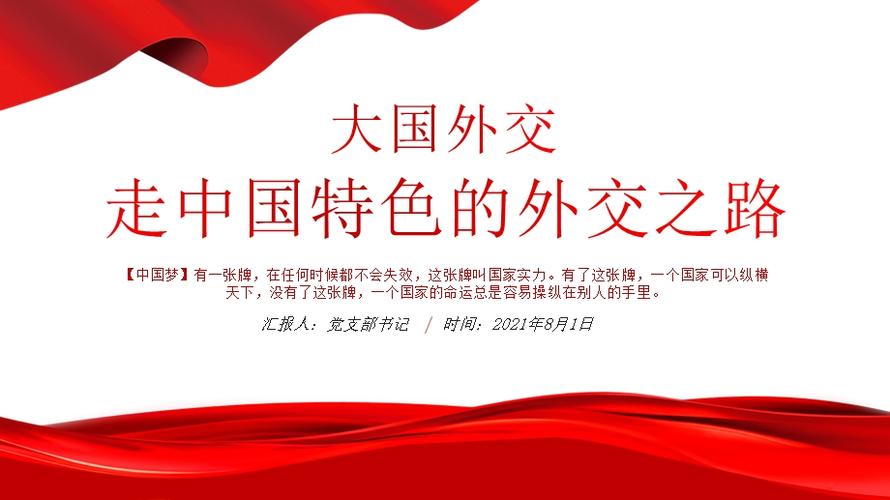 大国外交
走中国特色的外交之路
【中国梦】有一张牌，在任何时候都不会失效，这张牌叫国家实力。有了这张牌，一个国家可以纵横
天下，没有了这张牌，一个国家的命运总是容易操纵在别人的手里。
汇报人：党支部书记 / 时间：2021年8月1日